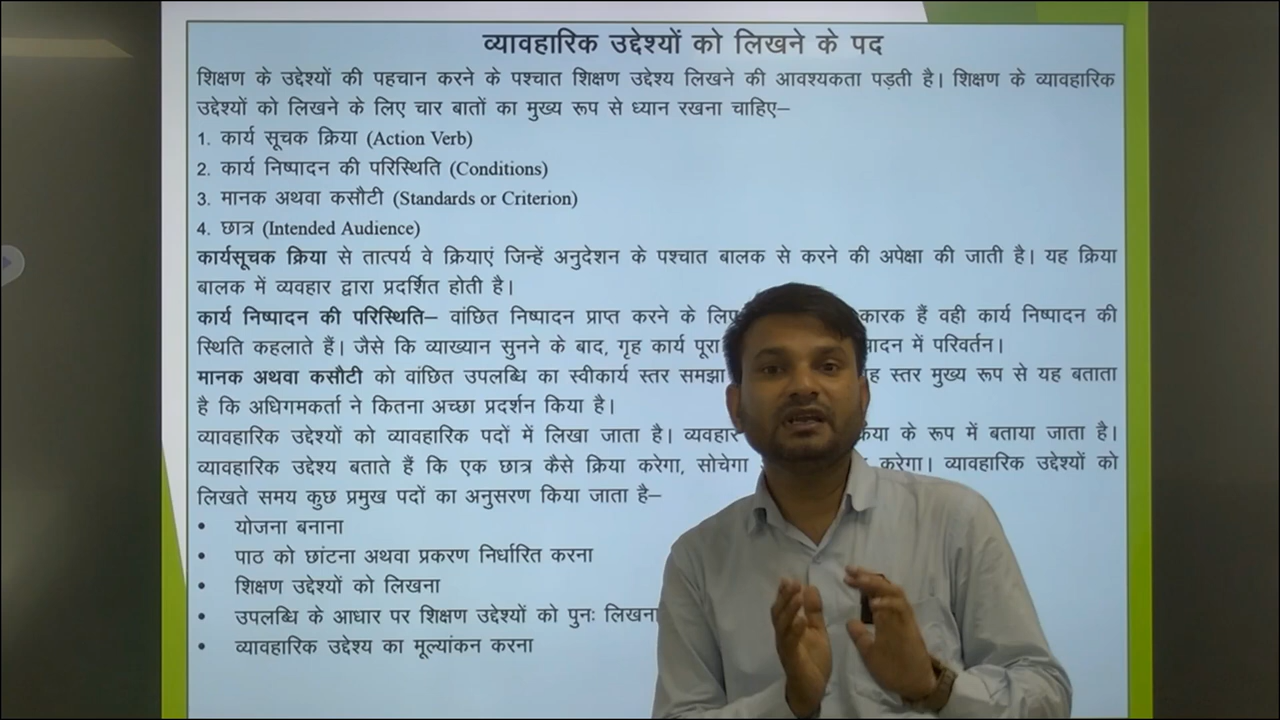 व्यावहारिक उद्देश्यों को लिखने के पद
शिक्षण के उद्देश्यों की पहचान करने के पश्चात शिक्षण उद्देश्य लिखने की आवश्यकता पड़ती है। शिक्षण के व्यावहारिक
उद्देश्यों को लिखने के लिए चार बातों का मुख्य रूप से ध्यान रखना चाहिए–
1. कार्य सूचक क्रिया (Action Verb)
2. कार्य निष्पादन की परिस्थिति (Conditions)
3. मानक अथवा कसौटी (Standards or Criterion)
4. छात्र (Intended Audience)
कार्यसूचक क्रिया से तात्पर्य वे क्रियाएं जिन्हें अनुदेशन के पश्चात बालक से करने की अपेक्षा की जाती है। यह क्रिया
बालक में व्यवहार द्वारा प्रदर्शित होती है।
कार्य निष्पादन की परिस्थिति– वांछित निष्पादन प्राप्त करने के लिए कारक हैं वही कार्य निष्पादन की
स्थिति कहलाते हैं। जैसे कि व्याख्यान सुनने के बाद, गृह कार्य पूरा में परिवर्तन।
मानक अथवा कसौटी को वांछित उपलब्धि का स्वीकार्य स्तर समझा स्तर मुख्य रूप से यह बताता
है कि अधिगमकर्ता ने कितना अच्छा प्रदर्शन किया है।
व्यावहारिक उद्देश्यों को व्यावहारिक पदों में लिखा जाता है। व्यवहार के रूप में बताया जाता है।
व्यावहारिक उद्देश्य बताते हैं कि एक छात्र कैसे क्रिया करेगा, सोचेगा करेगा। व्यावहारिक उद्देश्यों को
लिखते समय कुछ प्रमुख पदों का अनुसरण किया जाता है–
• योजना बनाना
• पाठ को छांटना अथवा प्रकरण निर्धारित करना
• शिक्षण उद्देश्यों को लिखना
• उपलब्धि के आधार पर शिक्षण उद्देश्यों को पुनः लिखना
• व्यावहारिक उद्देश्य का मूल्यांकन करना